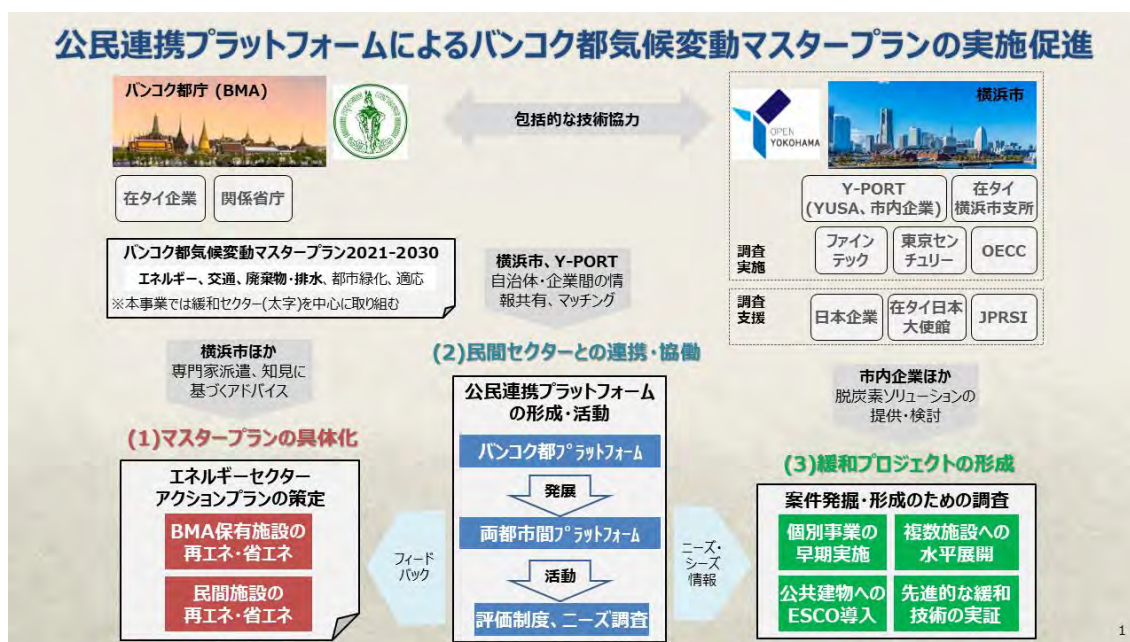 公民連携プラットフォームによるバンコク都気候変動マスタープランの実施促進
バンコク都庁 (BMA)
包括的な技術協力
OPEN
YOKOHAMA
横浜市
在タイ企業
関係省庁
Y-PORT
(YUSA、市内企業)
在タイ
横浜市支所
調査
実施
ファイン
テック
東京セン
チュリー
OECC
調査
支援
日本企業
在タイ日本
大使館
JPRSI
バンコク都気候変動マスタープラン2021-2030
エネルギー、交通、廃棄物・排水、都市緑化、適応
※本事業では緩和セクター(太字)を中心に取り組む
横浜市、Y-PORT
自治体・企業間の情
報共有、マッチング
横浜市ほか
専門家派遣、知見に
基づくアドバイス
市内企業ほか
脱炭素ソリューションの
提供・検討
(1)マスタープランの具体化
エネルギーセクター
アクションプランの策定
BMA保有施設の
再エネ・省エネ
民間施設の
再エネ・省エネ
フィード
バック
(2)民間セクターとの連携・協働
公民連携プラットフォーム
の形成・活動
バンコク都ﾌﾟﾗｯﾄﾌｫｰﾑ
発展
両都市間ﾌﾟﾗｯﾄﾌｫｰﾑ
活動
評価制度、ニーズ調査
ニーズ・
シーズ
情報
(3)緩和プロジェクトの形成
案件発掘・形成のための調査
個別事業の
早期実施
複数施設への
水平展開
公共建物への
ESCO導入
先進的な緩和
技術の実証
1